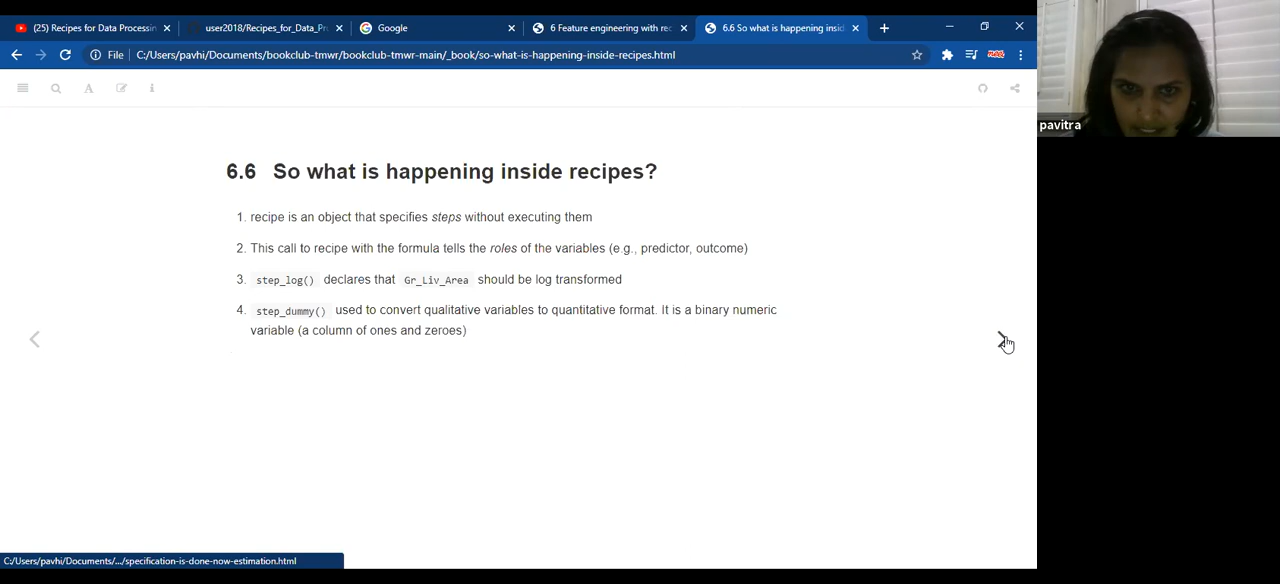 (25) Recipes for Data Processin
user2018/Recipes_for_Data_Pr
Google
6 Feature engineering with rec
6.6 So what is happening insid
File
C:/Users/pavhi/Documents/bookclub-tmwr/bookclub-tmwr-main/_book/so-what-is-happening-inside-recipes.html
pavitra
6.6 So what is happening inside recipes?
1. recipe is an object that specifies steps without executing them
2. This call to recipe with the formula tells the roles of the variables (e.g., predictor, outcome)
3. step_log() declares that Gr_Liv_Area should be log transformed
4. step_dummy() used to convert qualitative variables to quantitative format. It is a binary numeric
variable (a column of ones and zeroes)
C:/Users/pavhi/Documents/.../specification-is-done-now-estimation.html